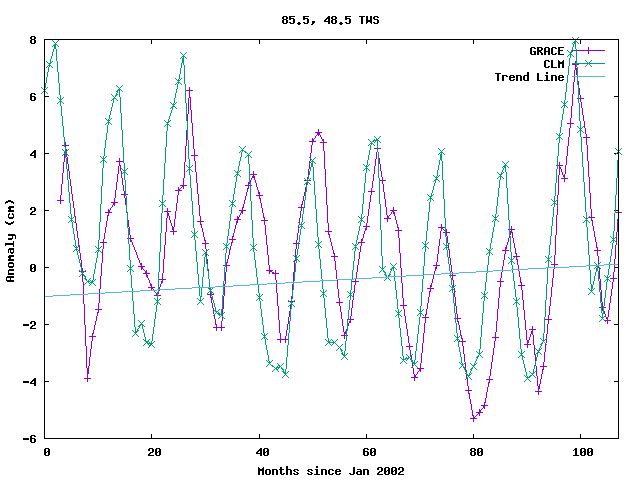 85.5, 48.5 TWS
GRACE
CLM
Trend Line
Anomaly (cm)
8
6
4
2
0
-2
-4
-6
0 20 40 60 80 100
Months since Jan 2002